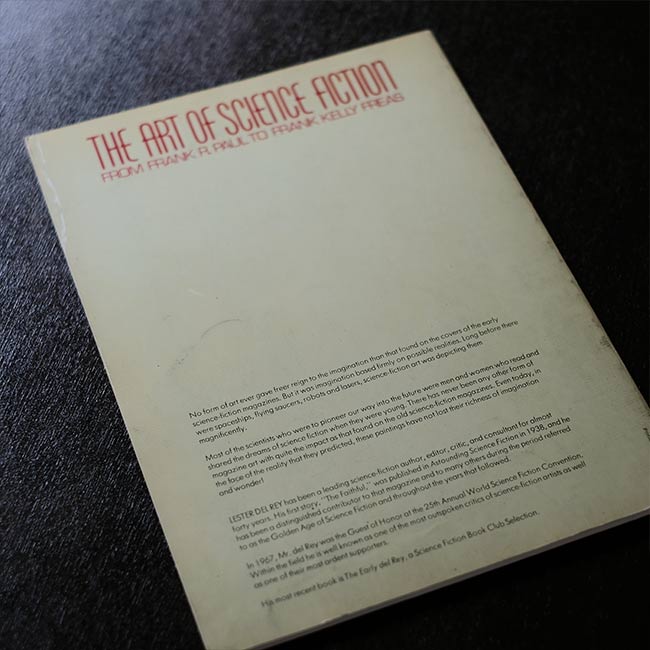 THE ART OF SCIENCE FICTION
FROM FRANK R. PAUL TO FRANK KELLY FREAS
No form of art ever gave freer reign to the imagination than that found on the covers of the early
science-fiction magazines. But it was imagination based firmly on possible realities. Long before there
were spaceships, flying saucers, robots and lasers, science-fiction art was depicting them
magnificently.
Most of the scientists who were to pioneer our way into the future were men and women who read and
shared the dreams of science fiction when they were young. There has never been any other form of
magazine art with quite the impact as that found on the old science-fiction magazines. Even today, in
the face of the reality that they predicted, these paintings have not lost their richness of imagination
and wonder!
LESTER DEL REY has been a leading science-fiction author, editor, critic, and consultant for almost
forty years. His first story, "The Faithful," was published in Astounding Science Fiction in 1938, and he
has been a distinguished contributor to that magazine and to many others during the period referred
to as the Golden Age of Science Fiction and throughout the years that followed.
In 1967, Mr. del Rey was the Guest of Honor at the 25th Annual World Science Fiction Convention.
Within the field he is well known as one of the most outspoken critics of science-fiction artists as well
as one of their most ardent supporters.
His most recent book is The Early del Rey, a Science Fiction Book Club Selection.